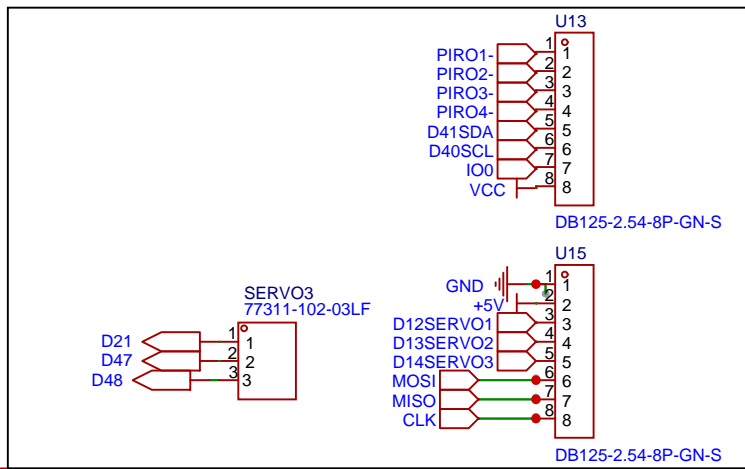 U13
PIRO1- 1 1
PIRO2- 2 2
PIRO3- 3 3
PIRO4- 4 4
D41SDA 5 5
D40SCL 6 6
IO0 7 7
VCC 8 8
DB125-2.54-8P-GN-S
U15
GND 1 1
+5V 2 2
D12SERVO1 3 3
D13SERVO2 4 4
D14SERVO3 5 5
MOSI 6 6
MISO 7 7
CLK 8 8
DB125-2.54-8P-GN-S
SERVO3
77311-102-03LF
D21 1 1
D47 2 2
D48 3 3